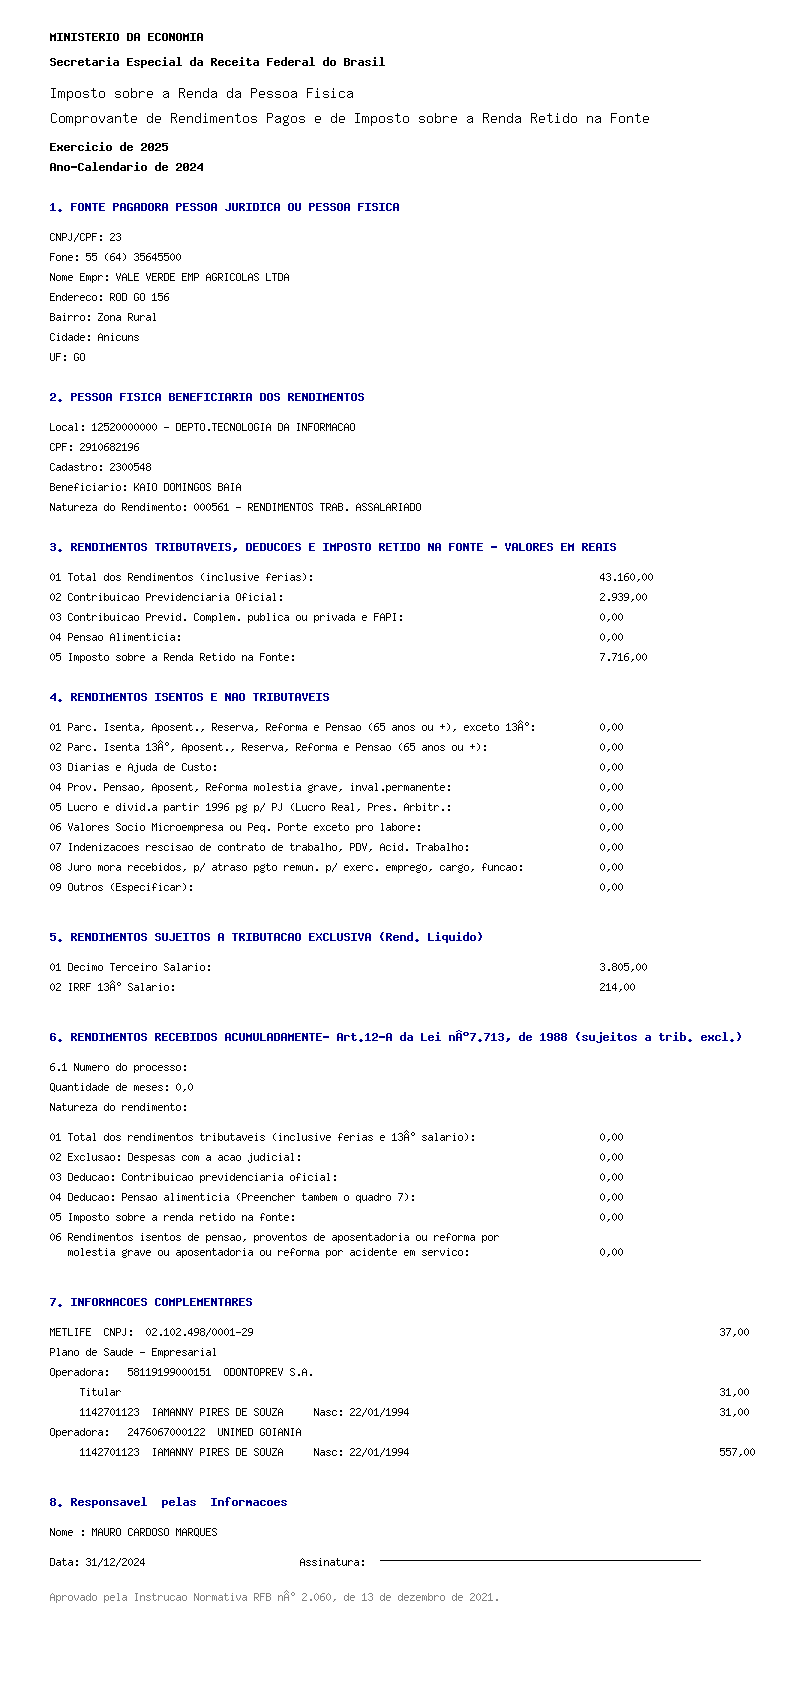 MINISTERIO DA ECONOMIA
Secretaria Especial da Receita Federal do Brasil
Imposto sobre a Renda da Pessoa Fisica
Comprovante de Rendimentos Pagos e de Imposto sobre a Renda Retido na Fonte
Exercicio de 2025
Ano-Calendario de 2024
1. FONTE PAGADORA PESSOA JURIDICA OU PESSOA FISICA
CNPJ/CPF: 23
Fone: 55 (64) 35645500
Nome Empr: VALE VERDE EMP AGRICOLAS LTDA
Endereco: ROD GO 156
Bairro: Zona Rural
Cidade: Anicuns
UF: GO
2. PESSOA FISICA BENEFICIARIA DOS RENDIMENTOS
Local: 12520000000 - DEPTO.TECNOLOGIA DA INFORMACAO
CPF: 2910682196
Cadastro: 2300548
Beneficiario: KAIO DOMINGOS BAIA
Natureza do Rendimento: 000561 - RENDIMENTOS TRAB. ASSALARIADO
3. RENDIMENTOS TRIBUTAVEIS, DEDUCOES E IMPOSTO RETIDO NA FONTE - VALORES EM REAIS
01 Total dos Rendimentos (inclusive ferias): 43.160,00
02 Contribuicao Previdenciaria Oficial: 2.939,00
03 Contribuicao Previd. Complem. publica ou privada e FAPI: 0,00
04 Pensao Alimenticia: 0,00
05 Imposto sobre a Renda Retido na Fonte: 7.716,00
4. RENDIMENTOS ISENTOS E NAO TRIBUTAVEIS
01 Parc. Isenta, Aposent., Reserva, Reforma e Pensao (65 anos ou +), exceto 13Âº: 0,00
02 Parc. Isenta 13Âº, Aposent., Reserva, Reforma e Pensao (65 anos ou +): 0,00
03 Diarias e Ajuda de Custo: 0,00
04 Prov. Pensao, Aposent, Reforma molestia grave, inval.permanente: 0,00
05 Lucro e divid.a partir 1996 pg p/ PJ (Lucro Real, Pres. Arbitr.: 0,00
06 Valores Socio Microempresa ou Peq. Porte exceto pro labore: 0,00
07 Indenizacoes rescisao de contrato de trabalho, PDV, Acid. Trabalho: 0,00
08 Juro mora recebidos, p/ atraso pgto remun. p/ exerc. emprego, cargo, funcao: 0,00
09 Outros (Especificar): 0,00
5. RENDIMENTOS SUJEITOS A TRIBUTACAO EXCLUSIVA (Rend. Liquido)
01 Decimo Terceiro Salario: 3.805,00
02 IRRF 13Âº Salario: 214,00
6. RENDIMENTOS RECEBIDOS ACUMULADAMENTE- Art.12-A da Lei nÂº7.713, de 1988 (sujeitos a trib. excl.)
6.1 Numero do processo:
Quantidade de meses: 0,0
Natureza do rendimento:
01 Total dos rendimentos tributaveis (inclusive ferias e 13Âº salario): 0,00
02 Exclusao: Despesas com a acao judicial: 0,00
03 Deducao: Contribuicao previdenciaria oficial: 0,00
04 Deducao: Pensao alimenticia (Preencher tambem o quadro 7): 0,00
05 Imposto sobre a renda retido na fonte: 0,00
06 Rendimentos isentos de pensao, proventos de aposentadoria ou reforma por
molestia grave ou aposentadoria ou reforma por acidente em servico: 0,00
7. INFORMACOES COMPLEMENTARES
METLIFE  CNPJ:  02.102.498/0001-29 37,00
Plano de Saude - Empresarial
Operadora:   58119199000151  ODONTOPREV S.A.
Titular 31,00
1142701123  IAMANNY PIRES DE SOUZA     Nasc: 22/01/1994 31,00
Operadora:   2476067000122  UNIMED GOIANIA
1142701123  IAMANNY PIRES DE SOUZA     Nasc: 22/01/1994 557,00
8. Responsavel  pelas  Informacoes
Nome : MAURO CARDOSO MARQUES
Data: 31/12/2024 Assinatura:
Aprovado pela Instrucao Normativa RFB nÂº 2.060, de 13 de dezembro de 2021.